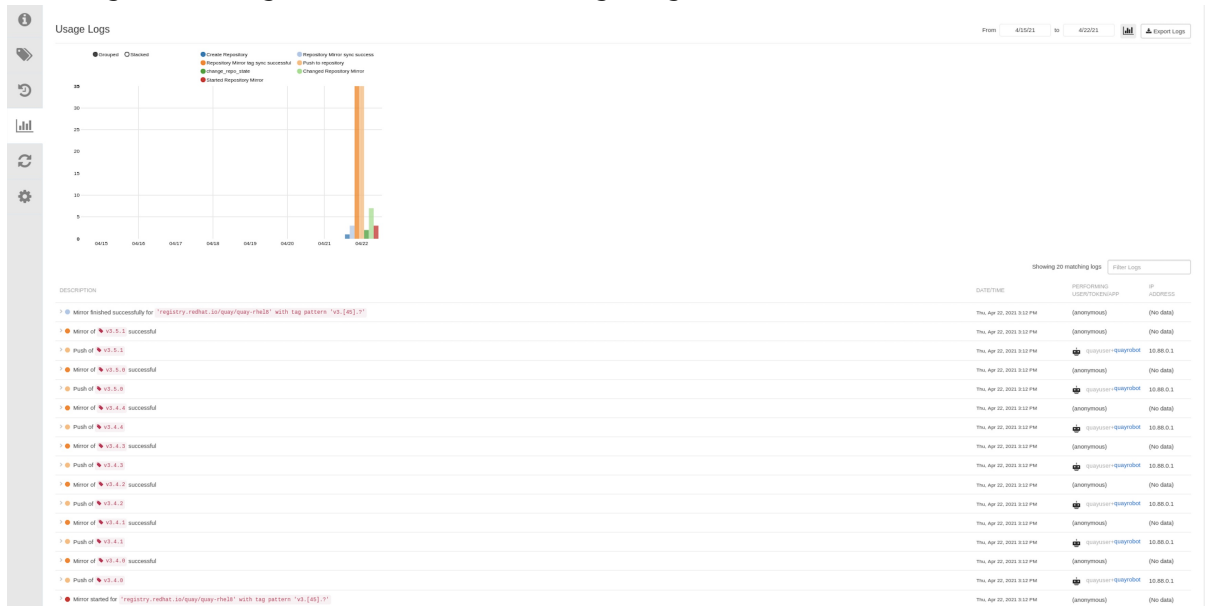 Usage Logs
From 4/15/21 to 4/22/21 Export Logs
Grouped Stacked
Create Repository Repository Mirror sync success
Repository Mirror tag sync successful Push to repository
change_repo_state Changed Repository Mirror
Started Repository Mirror
35
30
25
20
15
10
5
0
04/15 04/16 04/17 04/18 04/19 04/20 04/21 04/22
Showing 20 matching logs Filter Logs
DESCRIPTION DATE/TIME PERFORMING USER/TOKEN/APP IP ADDRESS
Mirror finished successfully for 'registry.redhat.io/quay/quay-rhel8' with tag pattern 'v3.[45].?' Thu, Apr 22, 2021 3:12 PM (anonymous) (No data)
Mirror of v3.5.1 successful Thu, Apr 22, 2021 3:12 PM (anonymous) (No data)
Push of v3.5.1 Thu, Apr 22, 2021 3:12 PM quayuser+quayrobot 10.88.0.1
Mirror of v3.5.0 successful Thu, Apr 22, 2021 3:12 PM (anonymous) (No data)
Push of v3.5.0 Thu, Apr 22, 2021 3:12 PM quayuser+quayrobot 10.88.0.1
Mirror of v3.4.4 successful Thu, Apr 22, 2021 3:12 PM (anonymous) (No data)
Push of v3.4.4 Thu, Apr 22, 2021 3:12 PM quayuser+quayrobot 10.88.0.1
Mirror of v3.4.3 successful Thu, Apr 22, 2021 3:12 PM (anonymous) (No data)
Push of v3.4.3 Thu, Apr 22, 2021 3:12 PM quayuser+quayrobot 10.88.0.1
Mirror of v3.4.2 successful Thu, Apr 22, 2021 3:12 PM (anonymous) (No data)
Push of v3.4.2 Thu, Apr 22, 2021 3:12 PM quayuser+quayrobot 10.88.0.1
Mirror of v3.4.1 successful Thu, Apr 22, 2021 3:12 PM (anonymous) (No data)
Push of v3.4.1 Thu, Apr 22, 2021 3:12 PM quayuser+quayrobot 10.88.0.1
Mirror of v3.4.0 successful Thu, Apr 22, 2021 3:12 PM (anonymous) (No data)
Push of v3.4.0 Thu, Apr 22, 2021 3:12 PM quayuser+quayrobot 10.88.0.1
Mirror started for 'registry.redhat.io/quay/quay-rhel8' with tag pattern 'v3.[45].?' Thu, Apr 22, 2021 3:12 PM (anonymous) (No data)